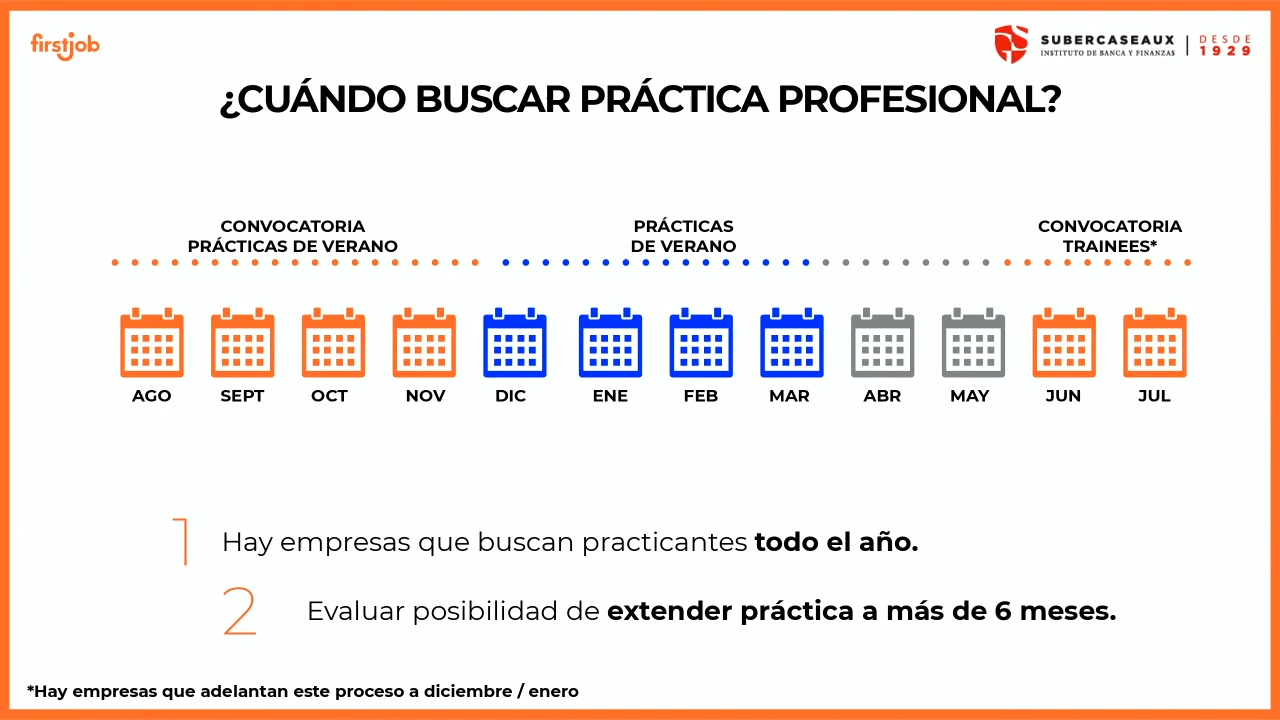 firstjob
SUBERCASEAUX
INSTITUTO DE BANCA Y FINANZAS
DESDE
1929
¿CUÁNDO BUSCAR PRÁCTICA PROFESIONAL?
CONVOCATORIA
PRÁCTICAS DE VERANO
PRÁCTICAS
DE VERANO
CONVOCATORIA
TRAINEES*
AGO SEPT OCT NOV DIC ENE FEB MAR ABR MAY JUN JUL
1 Hay empresas que buscan practicantes todo el año.
2 Evaluar posibilidad de extender práctica a más de 6 meses.
*Hay empresas que adelantan este proceso a diciembre / enero